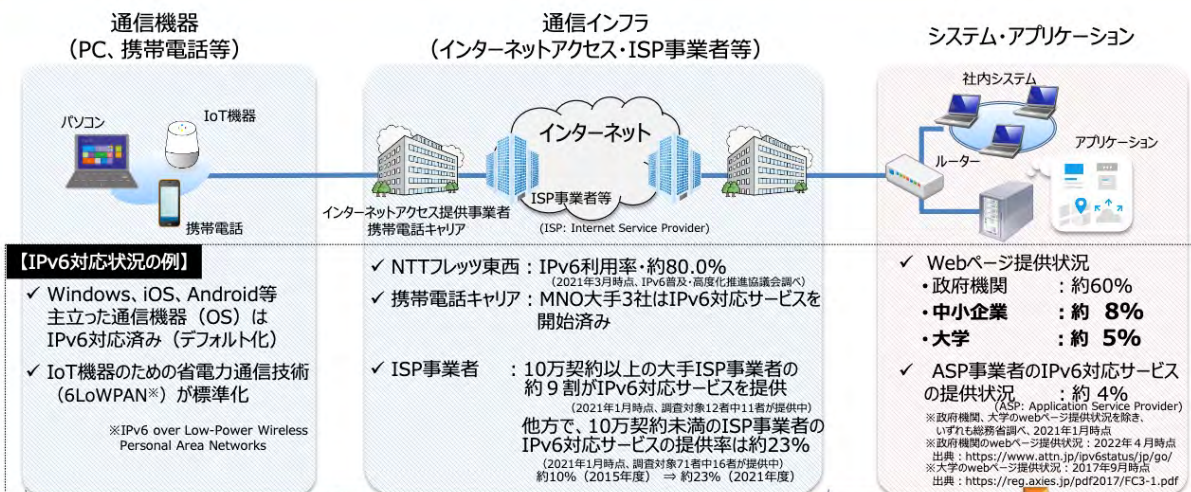 通信機器
（PC、携帯電話等）
通信インフラ
（インターネットアクセス・ISP事業者等）
システム・アプリケーション
パソコン
IoT機器
携帯電話
インターネット
ISP事業者等
インターネットアクセス提供事業者
携帯電話キャリア
(ISP: Internet Service Provider)
社内システム
ルーター
アプリケーション
【IPv6対応状況の例】
✓ Windows、iOS、Android等
主立った通信機器（OS）は
IPv6対応済み（デフォルト化）
✓ IoT機器のための省電力通信技術
（6LoWPAN※）が標準化
※IPv6 over Low-Power Wireless
Personal Area Networks
✓ NTTフレッツ東西：IPv6利用率・約80.0%
（2021年3月時点、IPv6普及・高度化推進協議会調べ）
✓ 携帯電話キャリア：MNO大手3社はIPv6対応サービスを
開始済み
✓ ISP事業者 ：10万契約以上の大手ISP事業者の
約９割がIPv6対応サービスを提供
（2021年1月時点、調査対象12者中11者が提供中）
他方で、10万契約未満のISP事業者の
IPv6対応サービスの提供率は約23%
（2021年1月時点、調査対象71者中16者が提供中）
約10%（2015年度） ⇒ 約23%（2021年度）
✓ Webページ提供状況
・政府機関 ：約60%
・中小企業 ：約 8%
・大学 ：約 5%
✓ ASP事業者のIPv6対応サービス
の提供状況 ：約 4%
(ASP: Application Service Provider)
※政府機関、大学のwebページ提供状況を除き、
いずれも総務省調べ、2021年1月時点
※政府機関のwebページ提供状況：2022年４月時点
出典：https://www.attn.jp/ipv6status/jp/go/
※大学のwebページ提供状況：2017年9月時点
出典：https://reg.axies.jp/pdf2017/FC3-1.pdf